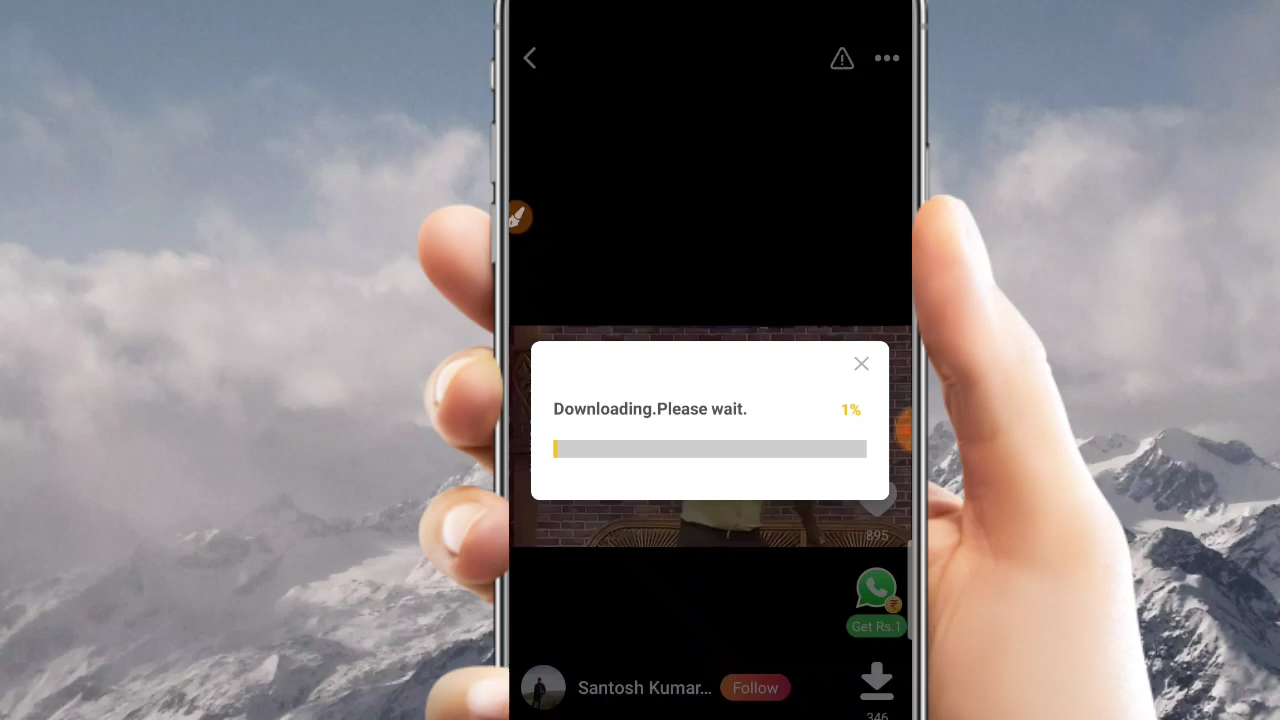 Downloading.Please wait.
1%
895
Get Rs.1
Santosh Kumar...
Follow
346